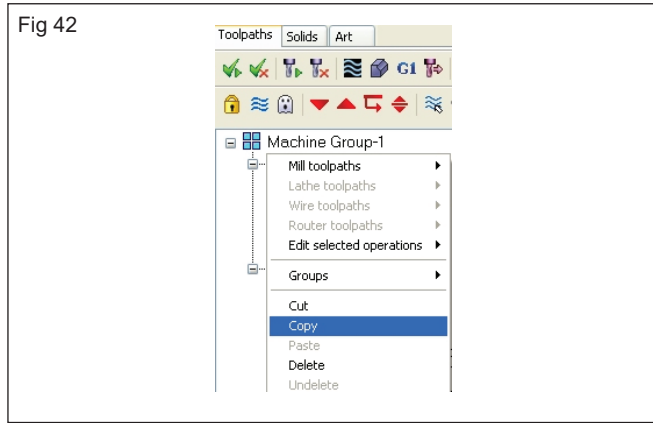 Fig 42
Toolpaths Solids Art
G1
Machine Group-1
Mill toolpaths
Lathe toolpaths
Wire toolpaths
Router toolpaths
Edit selected operations
Groups
Cut
Copy
Paste
Delete
Undelete